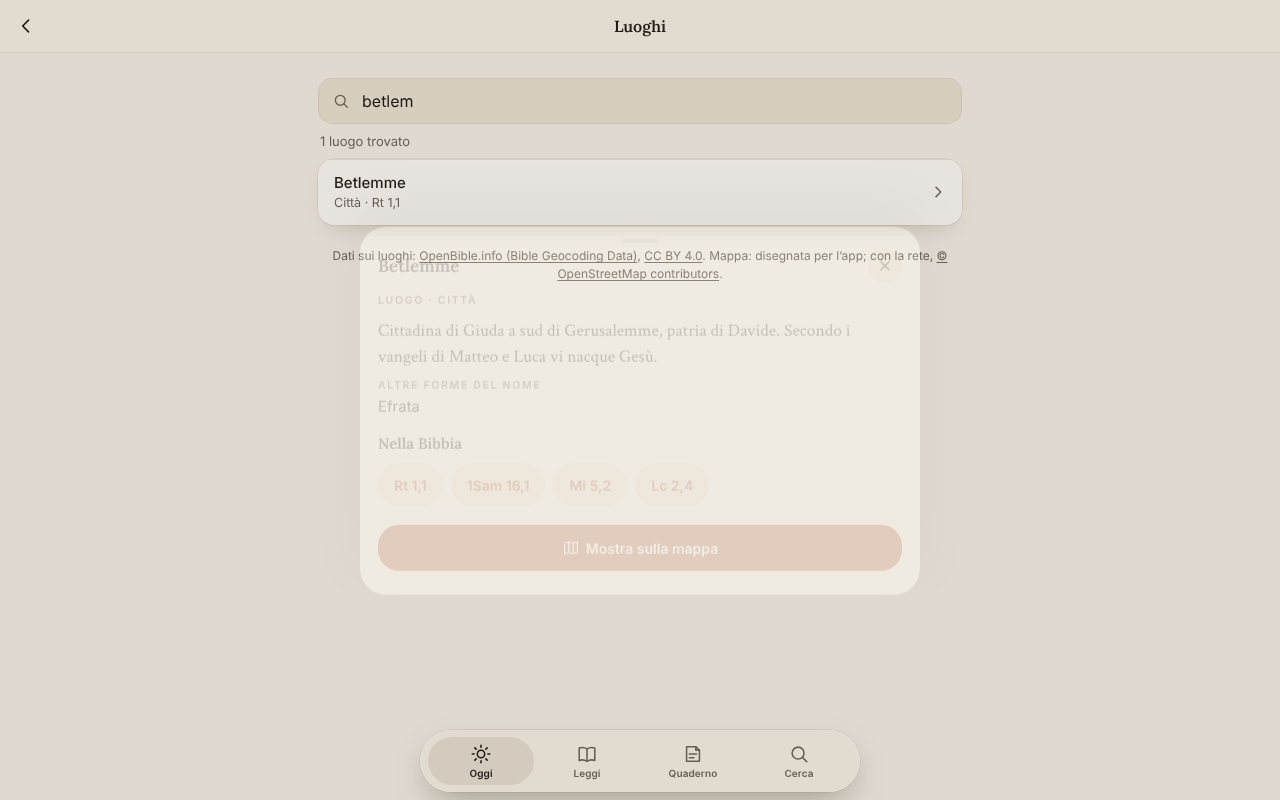 Luoghi
betlem
1 luogo trovato
Betlemme
Città · Rt 1,1
Dati sui luoghi: OpenBible.info (Bible Geocoding Data), CC BY 4.0. Mappa: disegnata per l’app; con la rete, ©
OpenStreetMap contributors.
Betlemme
LUOGO · CITTÀ
Cittadina di Giuda a sud di Gerusalemme, patria di Davide. Secondo i
vangeli di Matteo e Luca vi nacque Gesù.
ALTRE FORME DEL NOME
Efrata
Nella Bibbia
Rt 1,1 1Sam 16,1 Mi 5,2 Lc 2,4
Mostra sulla mappa
Oggi Leggi Quaderno Cerca